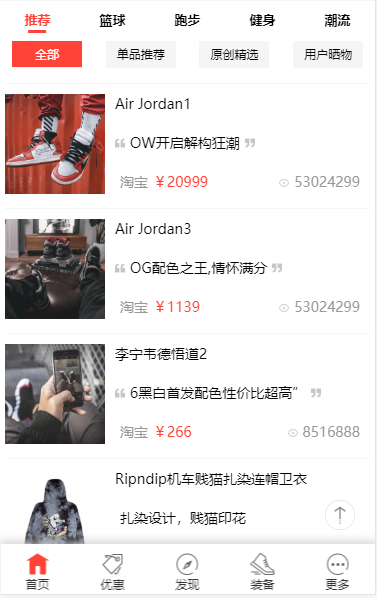 推荐 篮球 跑步 健身 潮流
全部 单品推荐 原创精选 用户晒物
Air Jordan1
“ OW开启解构狂潮 ”
淘宝 ￥20999 53024299
Air Jordan3
“ OG配色之王,情怀满分 ”
淘宝 ￥1139 53024299
李宁韦德悟道2
“ 6黑白首发配色性价比超高” ”
淘宝 ￥266 8516888
Ripndip机车贱猫扎染连帽卫衣
扎染设计，贱猫印花
首页 优惠 发现 装备 更多